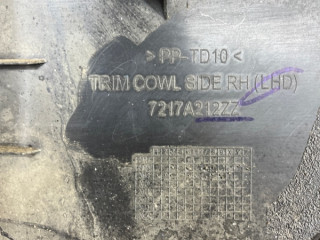 >PP-TD10<
TRIM COWL SIDE RH (LHD)
7217A212ZZ